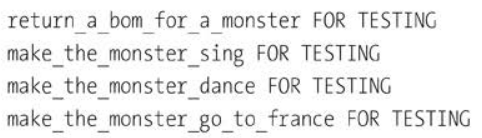 return_a_bom_for_a_monster FOR TESTING
make_the_monster_sing FOR TESTING
make_the_monster_dance FOR TESTING
make_the_monster_go_to_france FOR TESTING